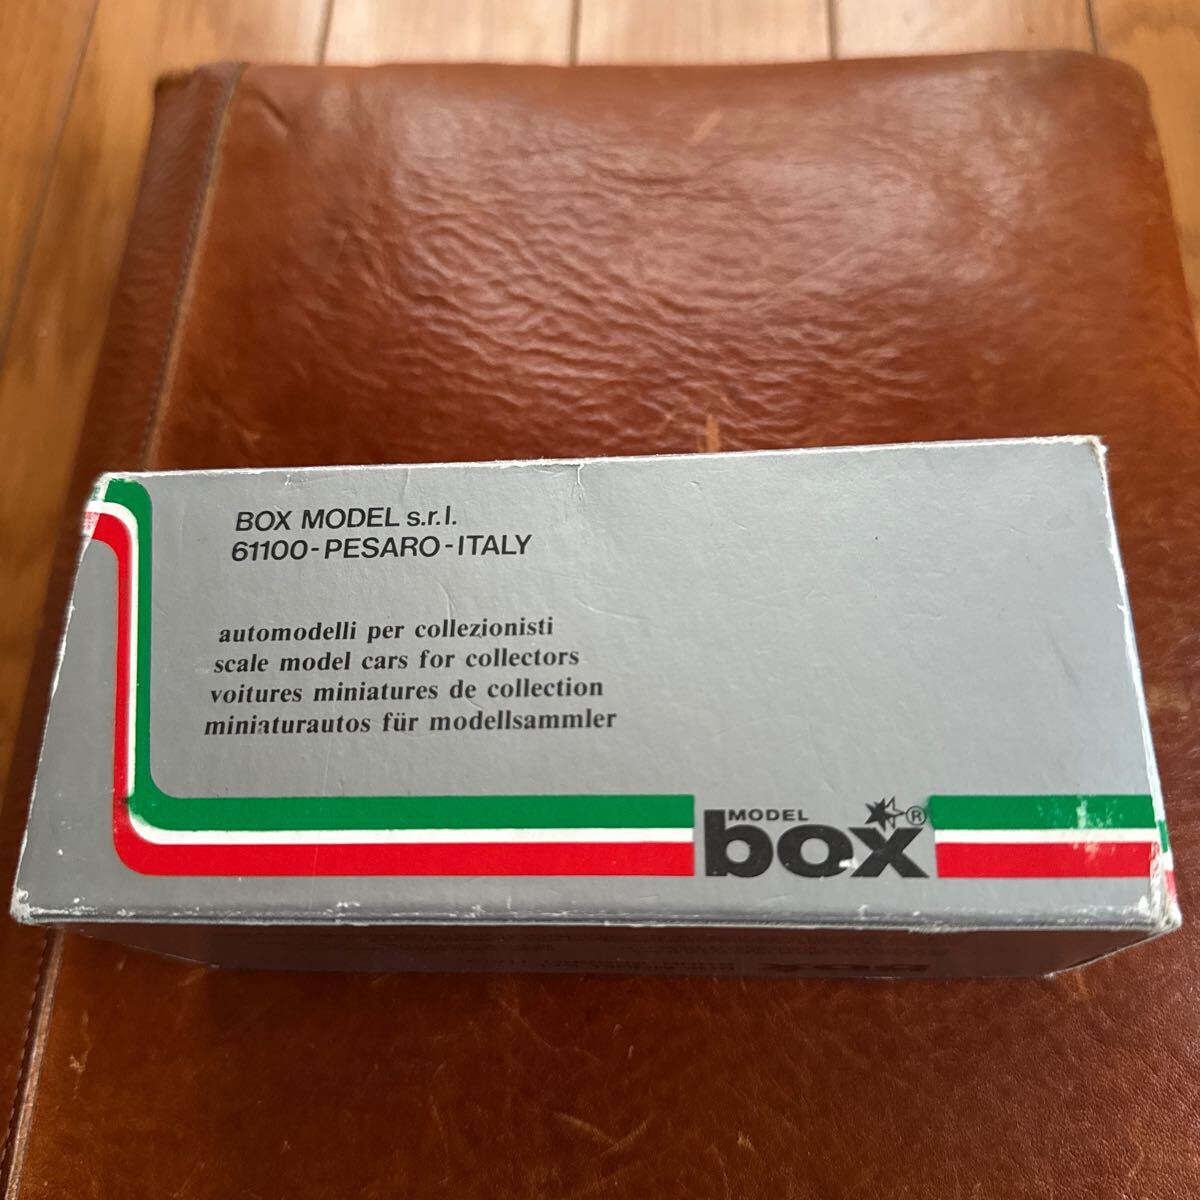 BOX MODEL s.r.l.
61100-PESARO-ITALY
automodelli per collezionisti
scale model cars for collectors
voitures miniatures de collection
miniaturautos für modellsammler
MODEL
box ®